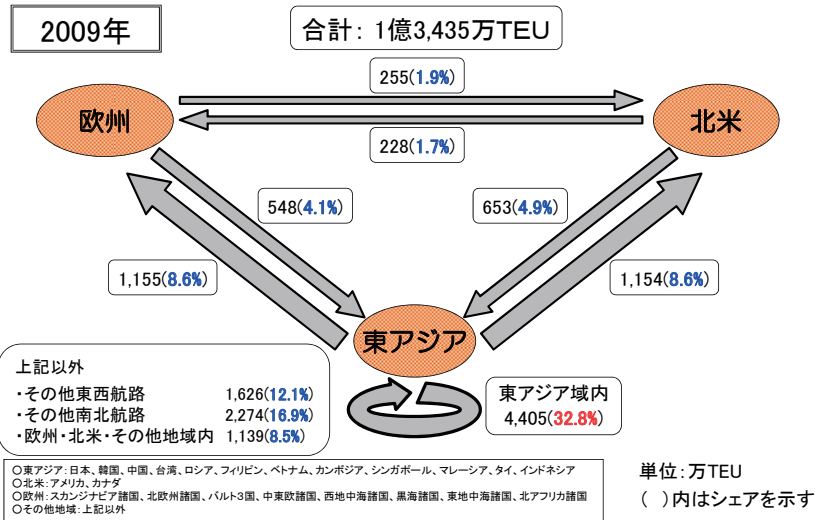 2009年
合計: 1億3,435万TEU
255(1.9%)
欧州
北米
228(1.7%)
548(4.1%)
653(4.9%)
1,155(8.6%)
1,154(8.6%)
東アジア
上記以外
・その他東西航路 1,626(12.1%)
・その他南北航路 2,274(16.9%)
・欧州・北米・その他地域内 1,139(8.5%)
東アジア域内
4,405(32.8%)
○東アジア:日本、韓国、中国、台湾、ロシア、フィリピン、ベトナム、カンボジア、シンガポール、マレーシア、タイ、インドネシア
○北米:アメリカ、カナダ
○欧州:スカンジナビア諸国、北欧州諸国、バルト3国、中東欧諸国、西地中海諸国、黒海諸国、東地中海諸国、北アフリカ諸国
○その他地域:上記以外
単位:万TEU
( )内はシェアを示す